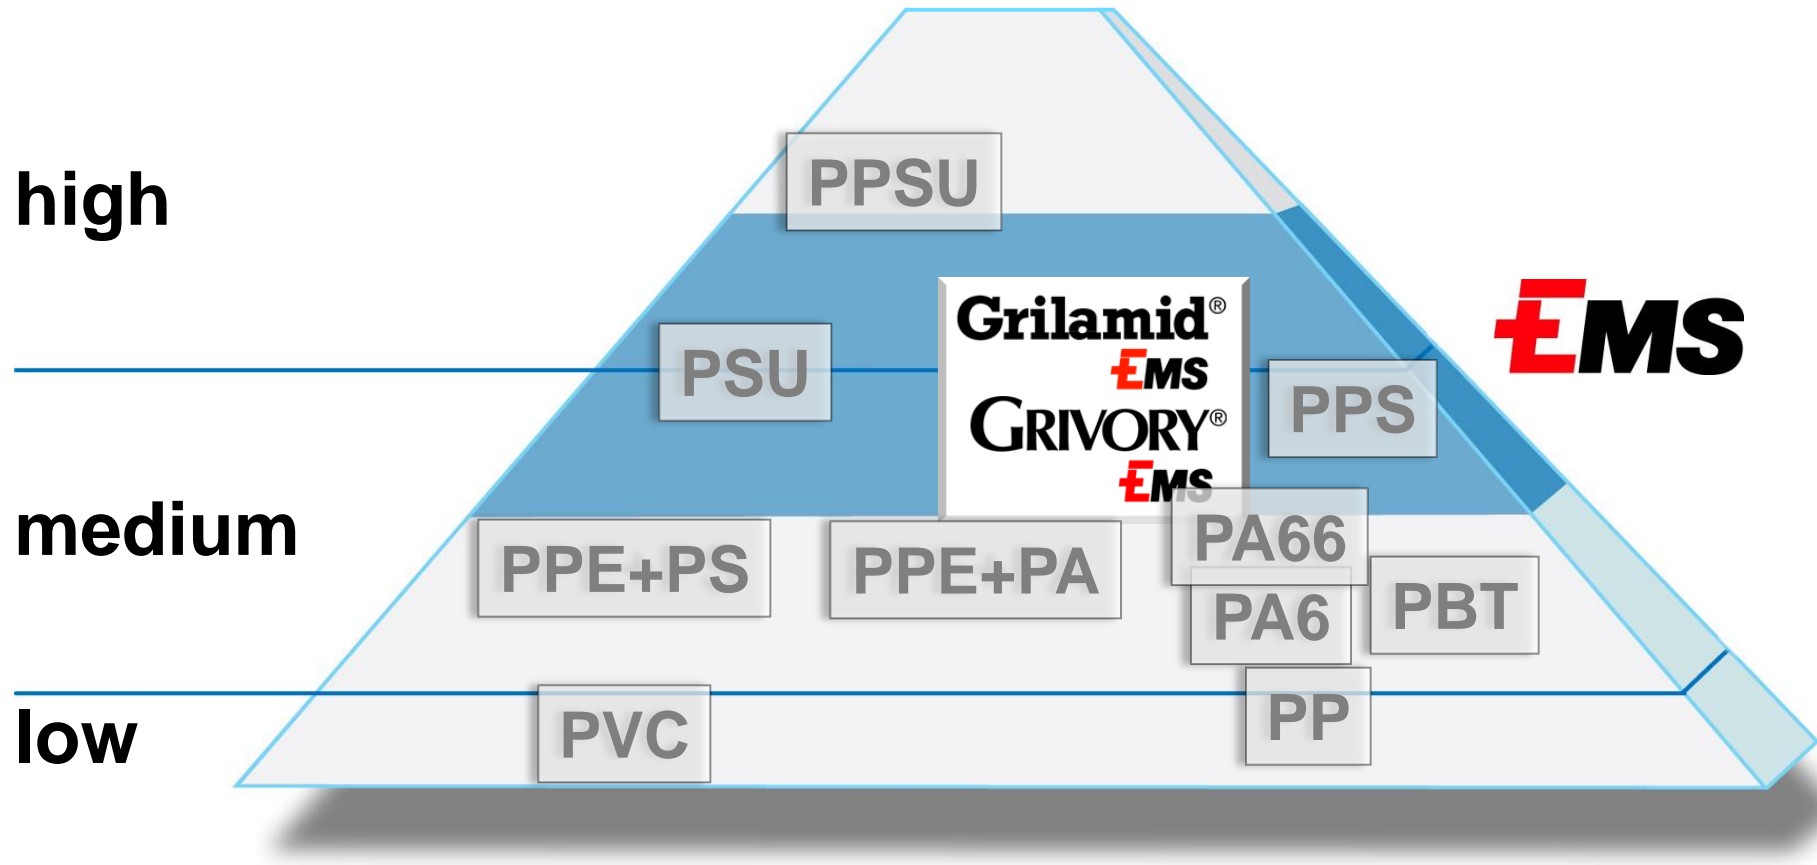 high
PPSU
Grilamid®
EMS
EMS
PSU
GRIVORY®
PPS
EMS
medium
PPE+PS
PPE+PA
PA66
PA6
PBT
low
PVC
PP